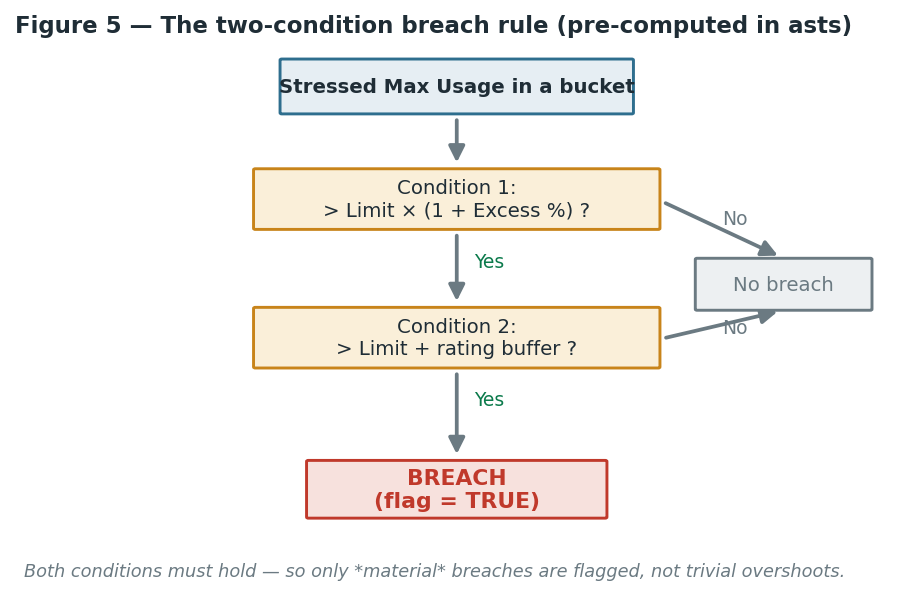 Figure 5 — The two-condition breach rule (pre-computed in asts)
Stressed Max Usage in a bucket
Condition 1:
> Limit × (1 + Excess %) ?
No
Yes
No breach
Condition 2:
> Limit + rating buffer ?
No
Yes
BREACH
(flag = TRUE)
Both conditions must hold — so only *material* breaches are flagged, not trivial overshoots.